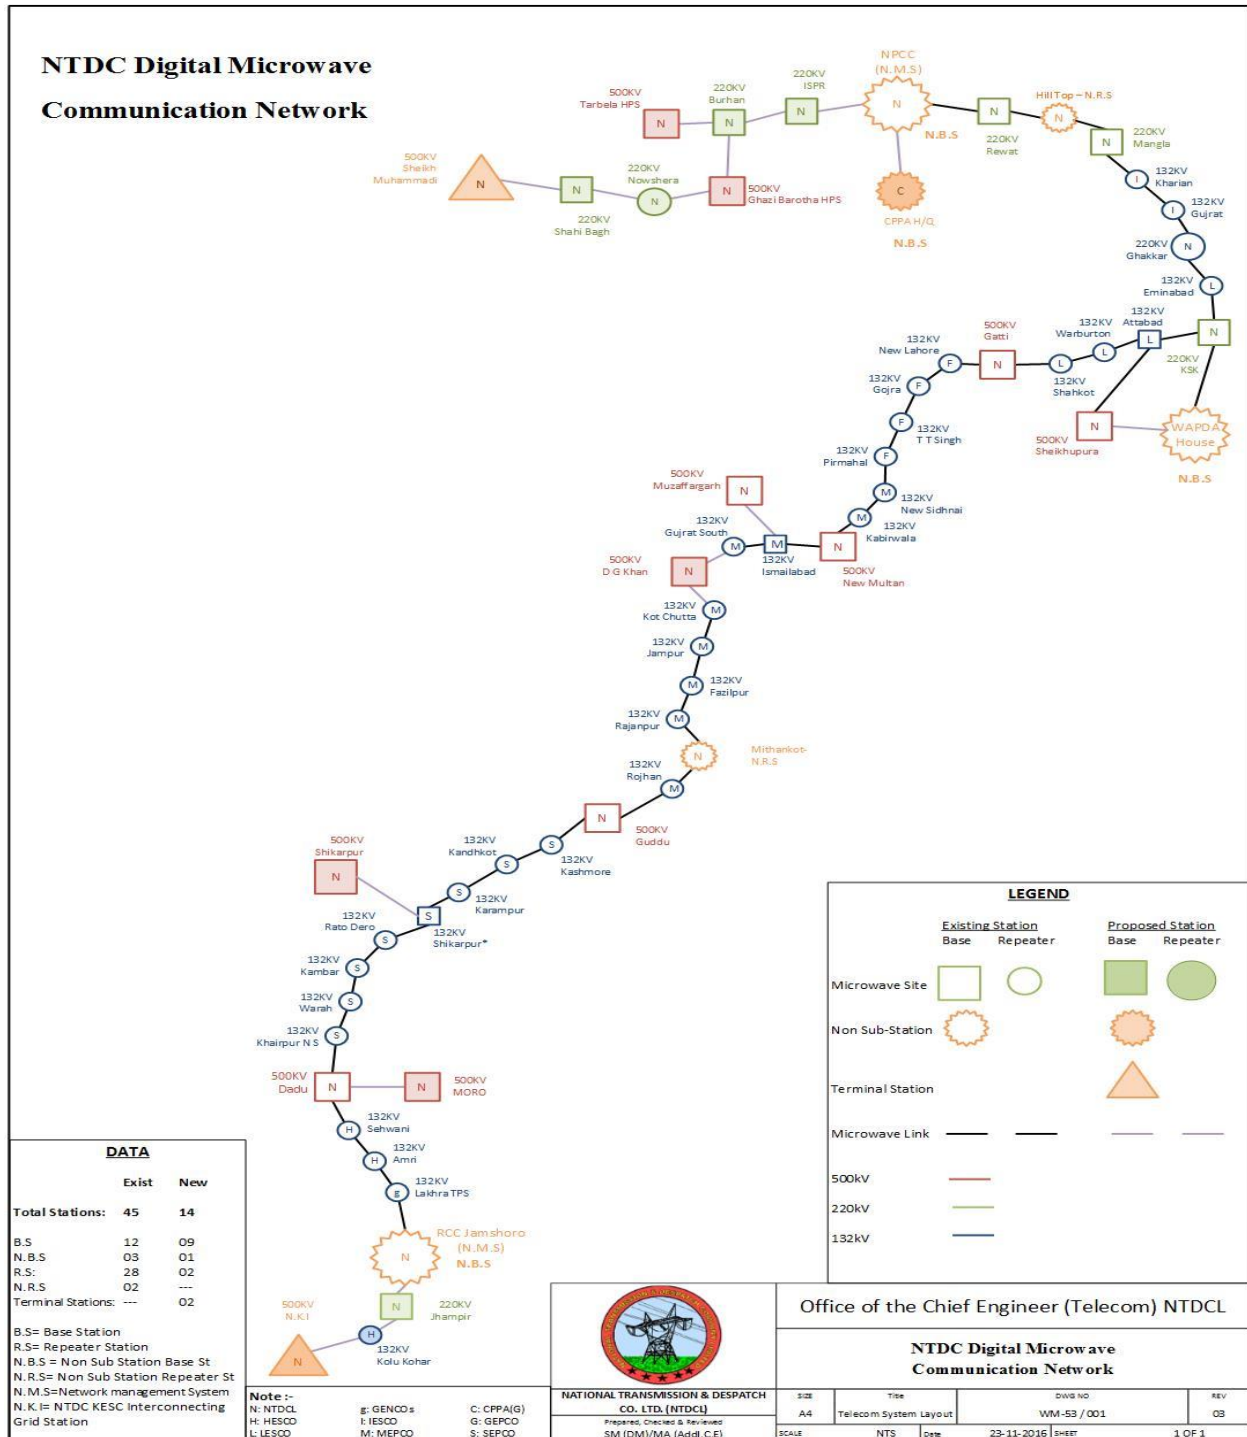 NTDC Digital Microwave
Communication Network
NPCC
(N.M.S)
N
N.B.S
220KV
ISPR
N
220KV
Burhan
N
500KV
Tarbela HPS
N
Hill Top – N.R.S
N
220KV
Rewat
N
220KV
Mangla
N
500KV
Sheikh
Muhammadi
N
220KV
Shahi Bagh
N
220KV
Nowshera
N
500KV
Ghazi Barotha HPS
N
C
CPPA H/Q
N.B.S
132KV
Kharian
I
132KV
Gujrat
I
220KV
Ghakkar
N
132KV
Eminabad
L
220KV
KSK
N
132KV
Attabad
L
132KV
Warburton
L
132KV
Shahkot
L
500KV
Gatti
N
500KV
Sheikhupura
N
WAPDA
House
N.B.S
132KV
New Lahore
F
132KV
Gojra
F
132KV
T T Singh
F
132KV
Pirmahal
F
132KV
New Sidhnai
M
132KV
Kabirwala
M
500KV
New Multan
N
500KV
Muzaffargarh
N
132KV
Ismailabad
M
132KV
Gujrat South
M
500KV
D G Khan
N
132KV
Kot Chutta
M
132KV
Jampur
M
132KV
Fazilpur
M
132KV
Rajanpur
M
Mithankot-
N.R.S
N
132KV
Rojhan
M
500KV
Guddu
N
132KV
Kashmore
S
132KV
Kandhkot
S
132KV
Karampur
S
500KV
Shikarpur
N
132KV
Shikarpur*
S
132KV
Rato Dero
S
132KV
Kambar
S
132KV
Warah
S
132KV
Khairpur N S
S
500KV
Dadu
N
500KV
MORO
N
132KV
Sehwani
H
132KV
Amri
H
132KV
Lakhra TPS
g
RCC Jamshoro
(N.M.S)
N.B.S
N
220KV
Jhampir
N
132KV
Kolu Kohar
H
500KV
N.K.I
N
LEGEND
Existing Station Proposed Station
Base Repeater Base Repeater
Microwave Site
Non Sub-Station
Terminal Station
Microwave Link
500kV
220kV
132kV
DATA
Exist New
Total Stations: 45 14
B.S 12 09
N.B.S 03 01
R.S: 28 02
N.R.S 02 ---
Terminal Stations: --- 02
B.S= Base Station
R.S= Repeater Station
N.B.S = Non Sub Station Base St
N.R.S= Non Sub Station Repeater St
N.M.S=Network management System
N.K.I= NTDC KESC Interconnecting
Grid Station
Note :-
N: NTDCL g: GENCOs C: CPPA(G)
H: HESCO I: IESCO G: GEPCO
L: LESCO M: MEPCO S: SEPCO
NATIONAL TRANSMISSION & DESPATCH
CO. LTD. (NTDCL)
Prepared, Checked & Reviewed
SM (DM)/MA (Addl.C.E)
Office of the Chief Engineer (Telecom) NTDCL
NTDC Digital Microwave
Communication Network
SIZE Title DWG NO REV
A4 Telecom System Layout WM-53 / 001 03
SCALE NTS Date 23-11-2016 SHEET 1 OF 1